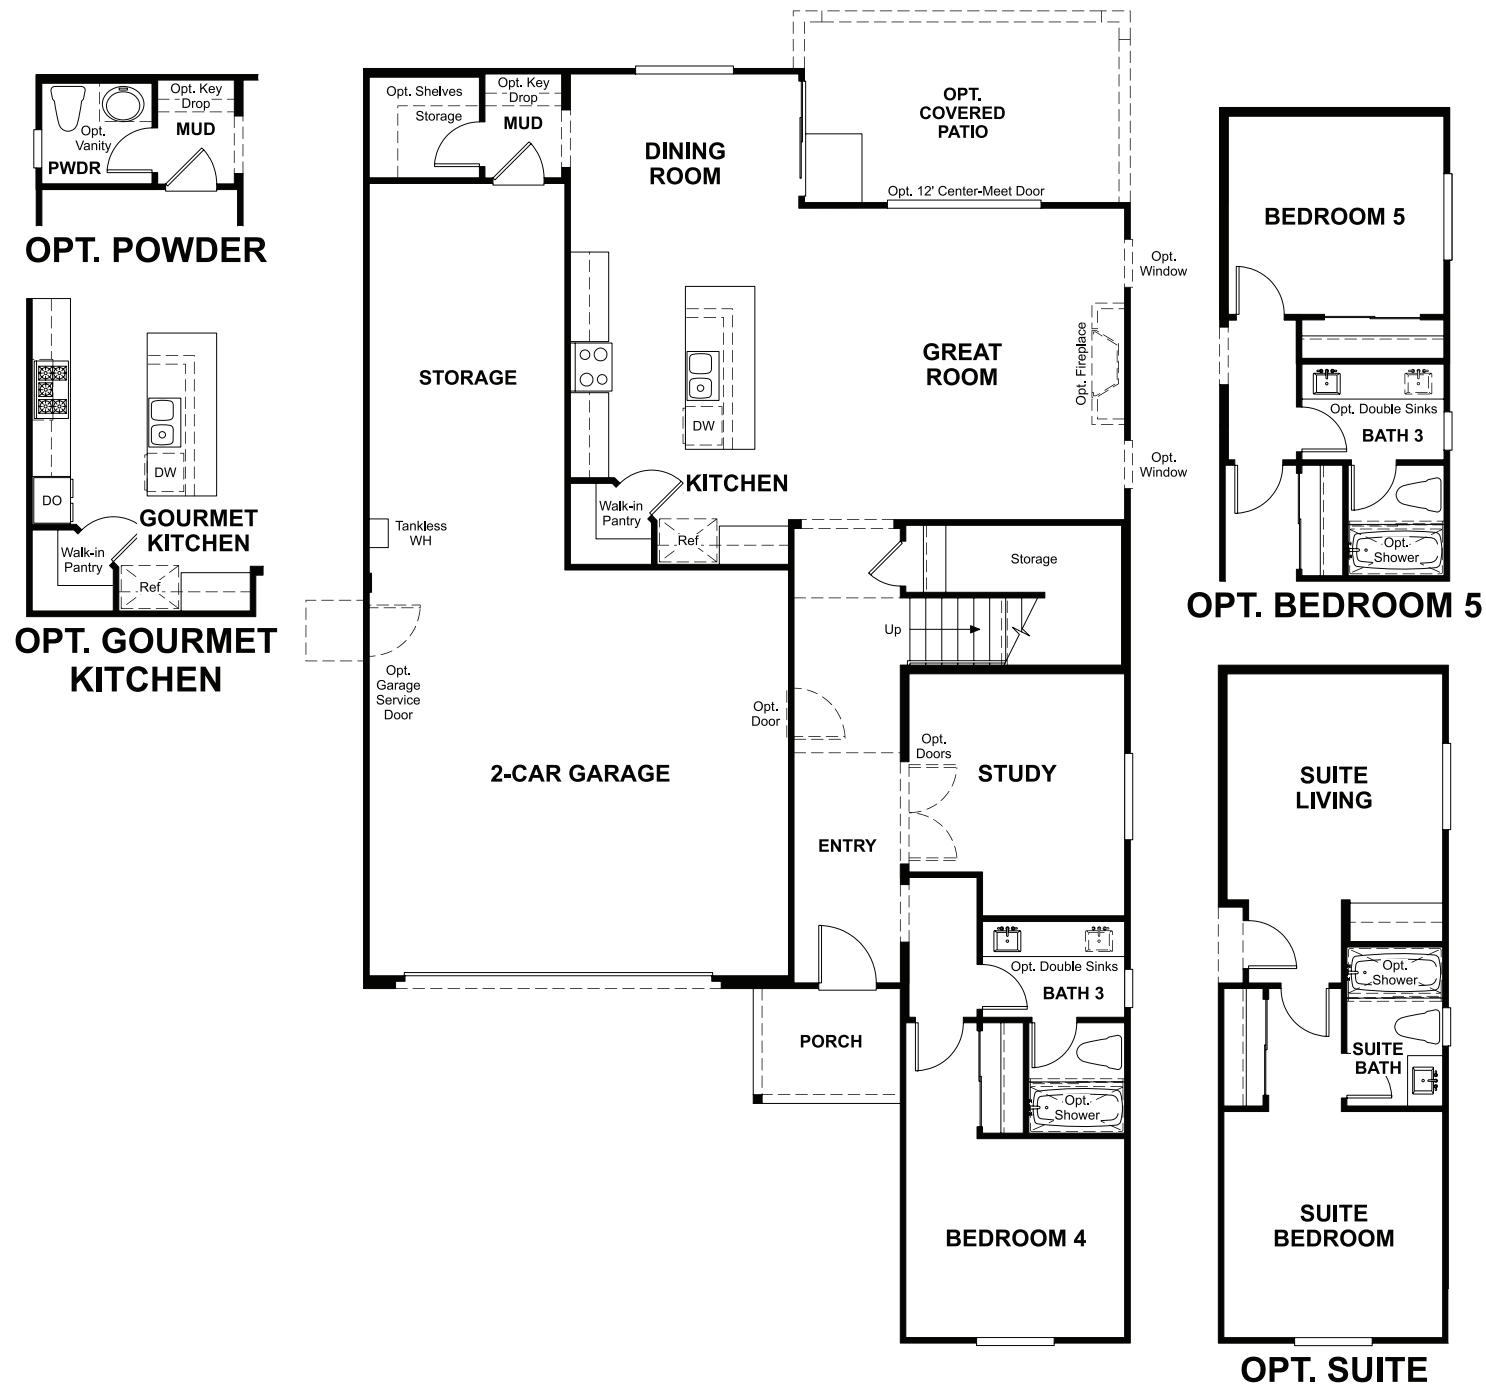 Opt. Key
Drop
MUD
Opt.
Vanity
PWDR
OPT. POWDER
DO
DW
GOURMET
KITCHEN
Walk-in
Pantry
Ref
OPT. GOURMET
KITCHEN
Opt. Shelves
Storage
Opt. Key
Drop
MUD
DINING
ROOM
OPT.
COVERED
PATIO
Opt. 12' Center-Meet Door
Opt.
Window
STORAGE
GREAT
ROOM
Opt. Fireplace
DW
Opt.
Window
KITCHEN
Walk-in
Pantry
Ref
Tankless
WH
Storage
Up
Opt.
Garage
Service
Door
Opt.
Door
Opt.
Doors
2-CAR GARAGE
STUDY
ENTRY
Opt. Double Sinks
BATH 3
PORCH
Opt.
Shower
BEDROOM 4
BEDROOM 5
Opt. Double Sinks
BATH 3
Opt.
Shower
OPT. BEDROOM 5
SUITE
LIVING
Opt.
Shower
SUITE
BATH
SUITE
BEDROOM
OPT. SUITE